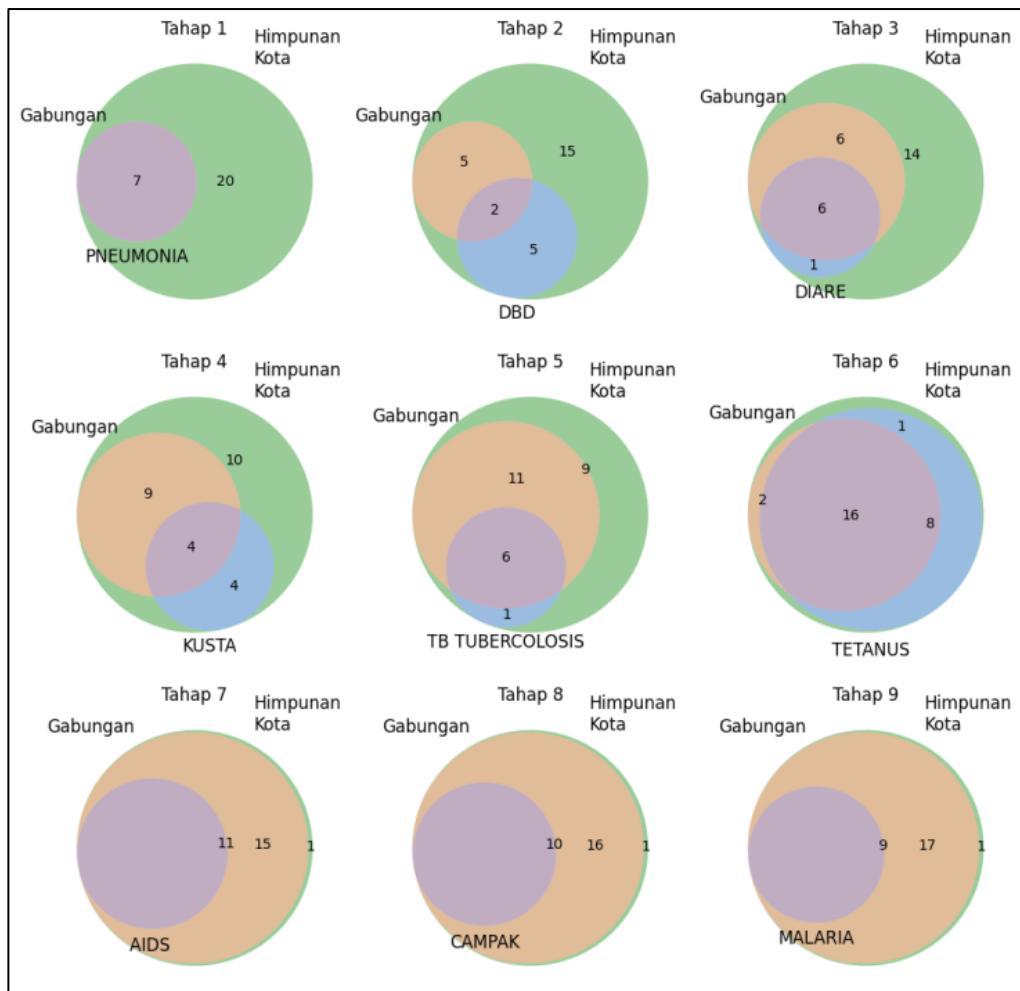 Tahap 1
Himpunan
Kota
Gabungan
7
20
PNEUMONIA
Tahap 2
Himpunan
Kota
Gabungan
5
15
2
5
DBD
Tahap 3
Himpunan
Kota
Gabungan
6
14
6
1
DIARE
Tahap 4
Himpunan
Kota
Gabungan
10
9
4
4
KUSTA
Tahap 5
Himpunan
Kota
Gabungan
9
11
6
1
TB TUBERCOLOSIS
Tahap 6
Himpunan
Kota
Gabungan
1
2
16
8
TETANUS
Tahap 7
Himpunan
Kota
Gabungan
11
15
1
AIDS
Tahap 8
Himpunan
Kota
Gabungan
10
16
1
CAMPAK
Tahap 9
Himpunan
Kota
Gabungan
9
17
1
MALARIA